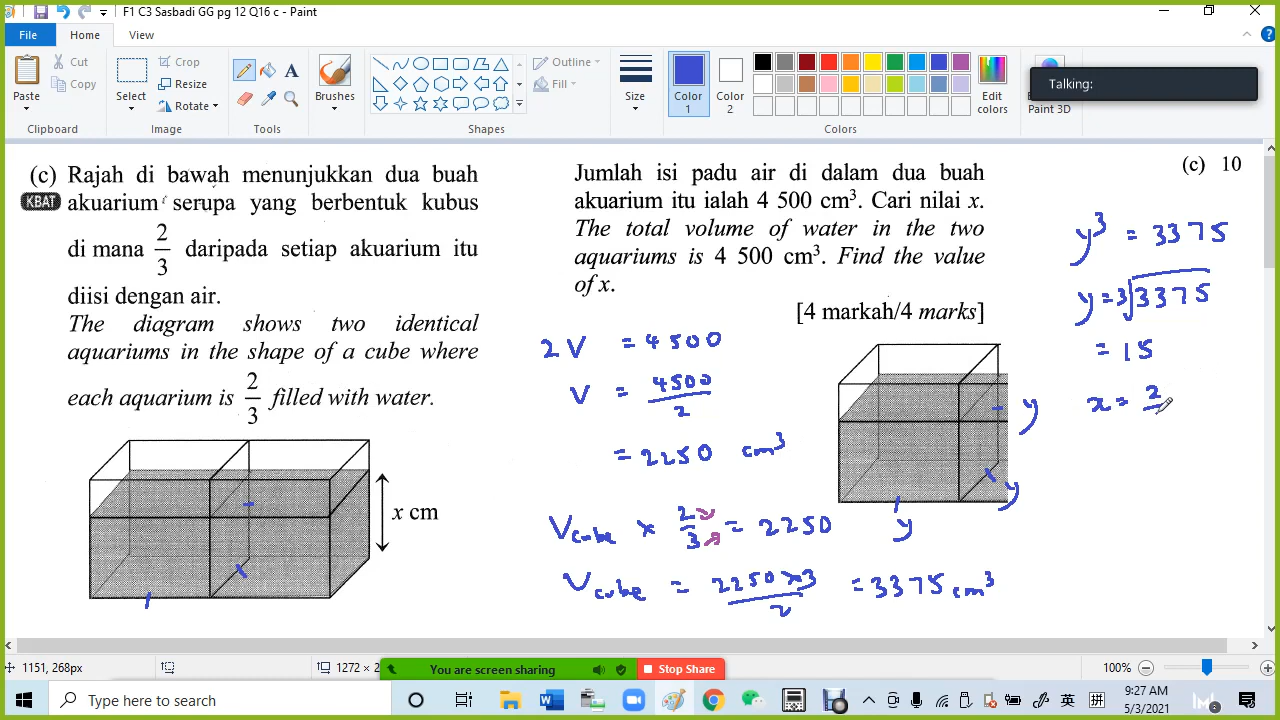 F1 C3 Sasbadi GG pg 12 Q16 c - Paint
File Home View
Paste Cut Copy Clipboard
Select Crop Resize Rotate Image
Tools
Brushes
Outline Fill Shapes
Size
Color 1 Color 2 Colors
Edit colors Edit with Paint 3D
Talking:
(c) Rajah di bawah menunjukkan dua buah
KBAT akuarium serupa yang berbentuk kubus
di mana 2/3 daripada setiap akuarium itu
diisi dengan air.
The diagram shows two identical
aquariums in the shape of a cube where
each aquarium is 2/3 filled with water.
x cm
Jumlah isi padu air di dalam dua buah
akuarium itu ialah 4 500 cm³. Cari nilai x.
The total volume of water in the two
aquariums is 4 500 cm³. Find the value
of x.
[4 markah/4 marks]
2V = 4500
V = 4500/2
= 2250 cm³
V cube × 2/3 = 2250
V cube = 2250×3/2 = 3375 cm³
y
y
y
(c) 10
y³ = 3375
y = 3√3375
= 15
x = 2
1151, 268px
1272 × 2
You are screen sharing Stop Share
100%
Type here to search
英 拼
9:27 AM
5/3/2021